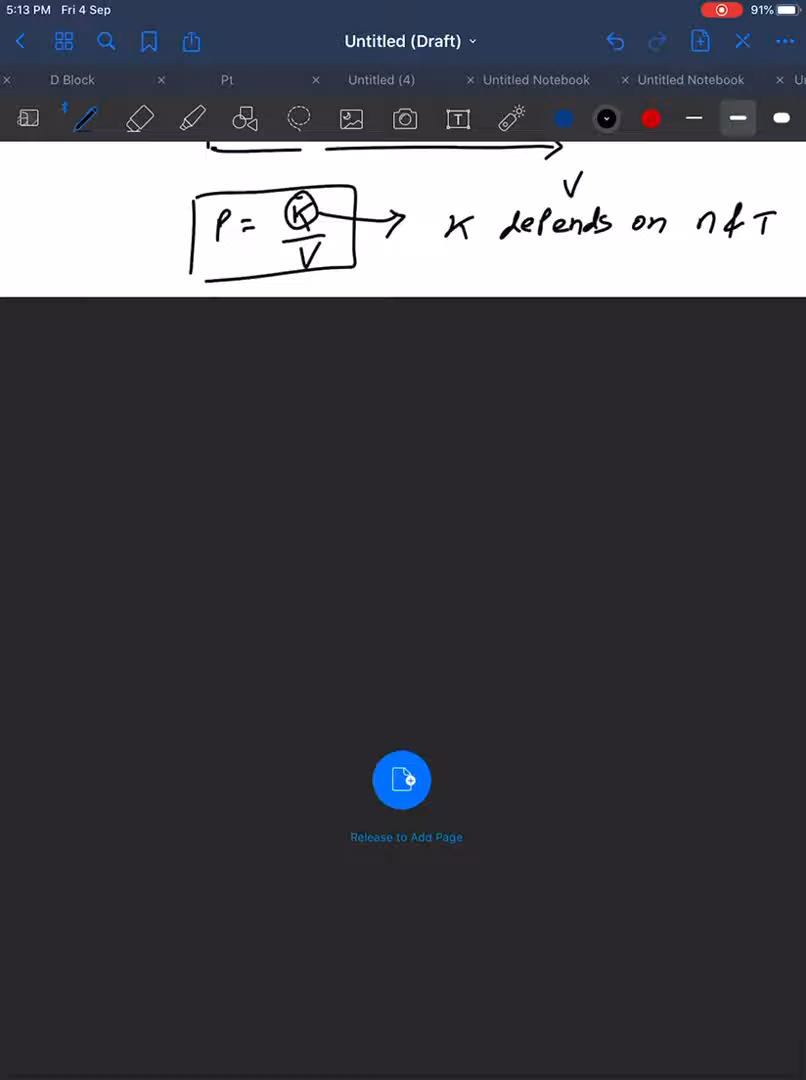 5:13 PM Fri 4 Sep 91%
Untitled (Draft)
D Block Pt Untitled (4) Untitled Notebook Untitled Notebook Un
T
V
P = K/V → K depends on n & T
Release to Add Page